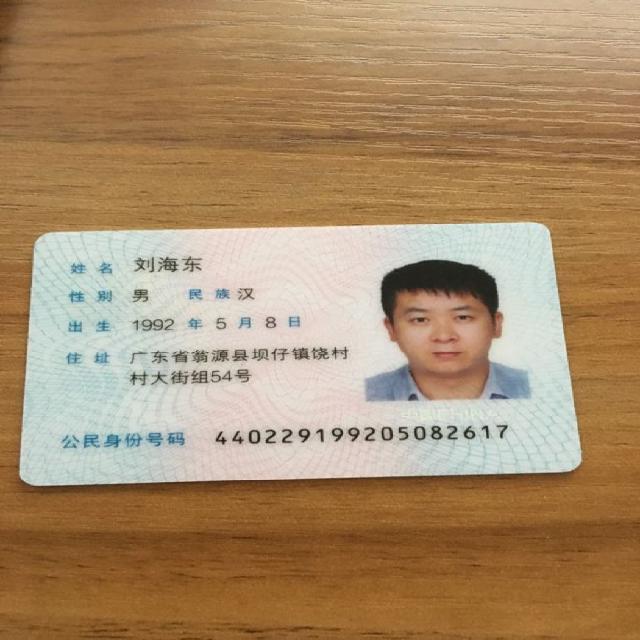 姓名 刘海东
性别 男 民族 汉
出生 1992 年 5 月 8 日
住址 广东省翁源县坝仔镇饶村
村大街组54号
公民身份号码 440229199205082617